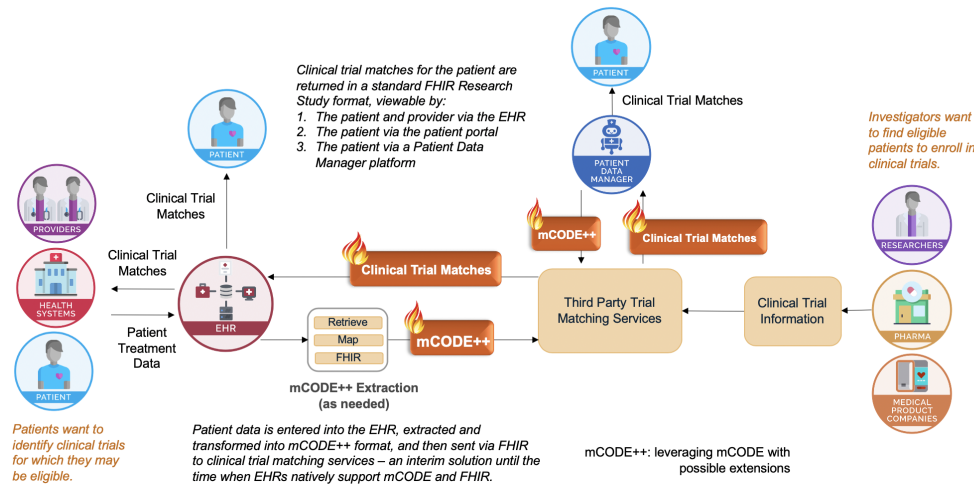 PATIENT
Clinical trial matches for the patient are
returned in a standard FHIR Research
Study format, viewable by:
1. The patient and provider via the EHR
2. The patient via the patient portal
3. The patient via a Patient Data
Manager platform
PATIENT
Clinical Trial Matches
PATIENT
DATA
MANAGER
Investigators want
to find eligible
patients to enroll in
clinical trials.
PROVIDERS
Clinical Trial
Matches
mCODE++
Clinical Trial Matches
RESEARCHERS
Clinical Trial
Matches
HEALTH
SYSTEMS
EHR
Clinical Trial Matches
Third Party Trial
Matching Services
Clinical Trial
Information
PHARMA
Patient
Treatment
Data
Retrieve
Map
FHIR
mCODE++
mCODE++ Extraction
(as needed)
PATIENT
MEDICAL
PRODUCT
COMPANIES
Patients want to
identify clinical trials
for which they may
be eligible.
Patient data is entered into the EHR, extracted and
transformed into mCODE++ format, and then sent via FHIR
to clinical trial matching services – an interim solution until the
time when EHRs natively support mCODE and FHIR.
mCODE++: leveraging mCODE with
possible extensions